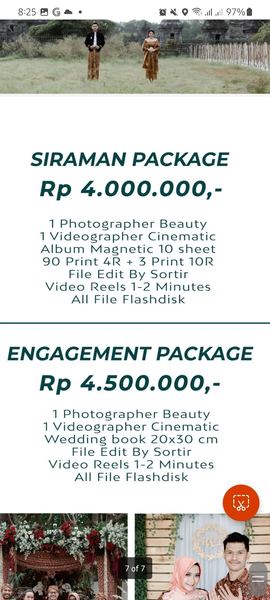 8:25
97%
SIRAMAN PACKAGE
Rp 4.000.000,-
1 Photographer Beauty
1 Videographer Cinematic
Album Magnetic 10 sheet
90 Print 4R + 3 Print 10R
File Edit By Sortir
Video Reels 1-2 Minutes
All File Flashdisk
ENGAGEMENT PACKAGE
Rp 4.500.000,-
1 Photographer Beauty
1 Videographer Cinematic
Wedding book 20x30 cm
File Edit By Sortir
Video Reels 1-2 Minutes
All File Flashdisk
7 of 7